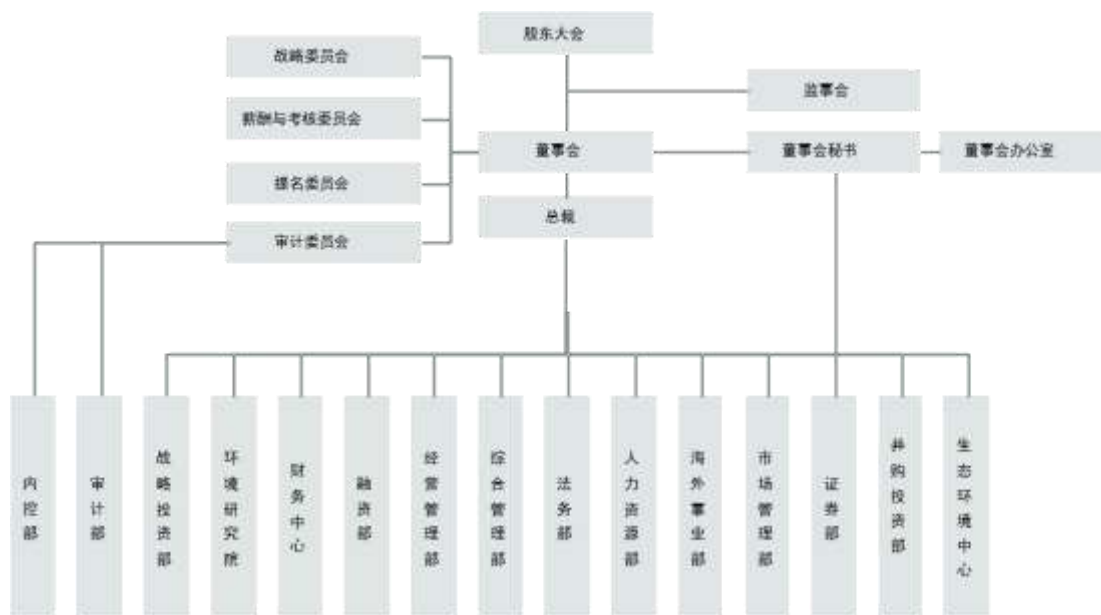 股东大会
战略委员会
监事会
薪酬与考核委员会
董事会
董事会秘书
董事会办公室
提名委员会
总裁
审计委员会
内控部
审计部
战略投资部
环境研究院
财务中心
融资部
经营管理部
综合管理部
法务部
人力资源部
海外事业部
市场管理部
证券部
并购投资部
生态环境中心